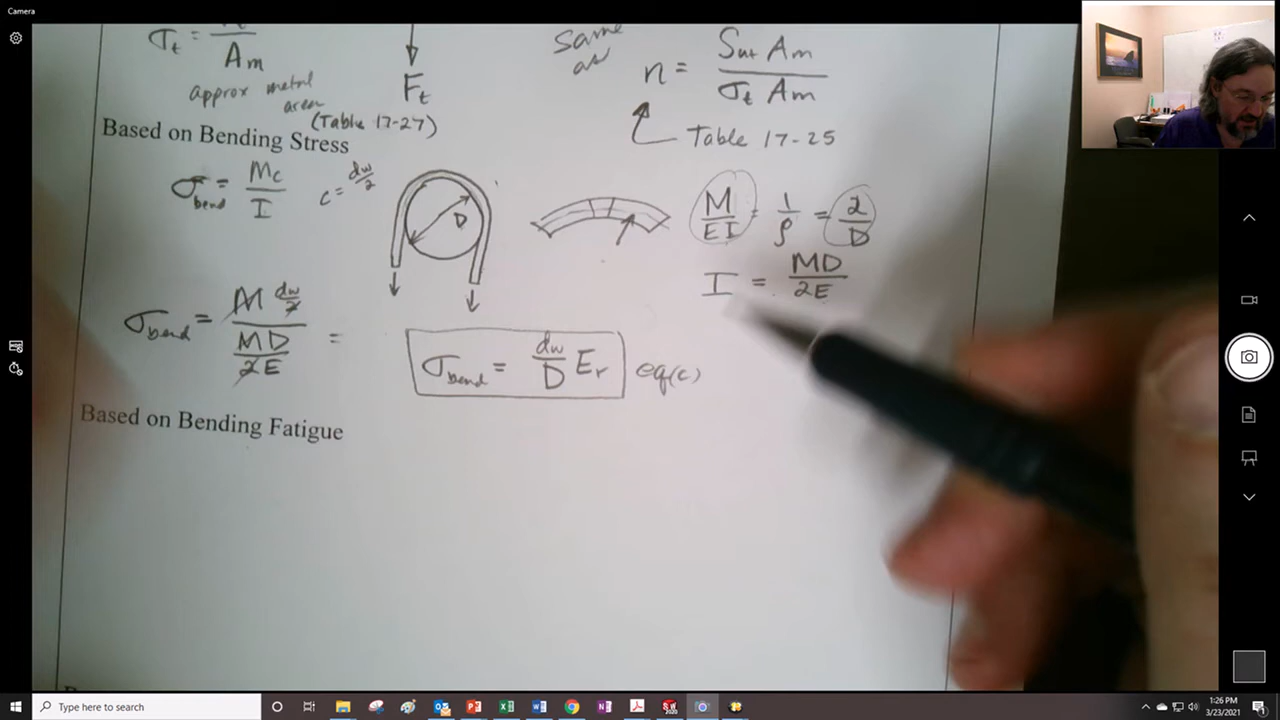 Camera
σt = / Am
Ft
same as
n = Sut Am / σt Am
approx metal area
(Table 17-27)
Table 17-25
Based on Bending Stress
σbend = Mc / I
c = dw/2
D
M/EI = 1/ρ = 2/D
I = MD/2E
σbend = M dw/2 / MD/2E =
σbend = dw/D Er
eq(c)
Based on Bending Fatigue
Type here to search
1:26 PM
3/23/2021